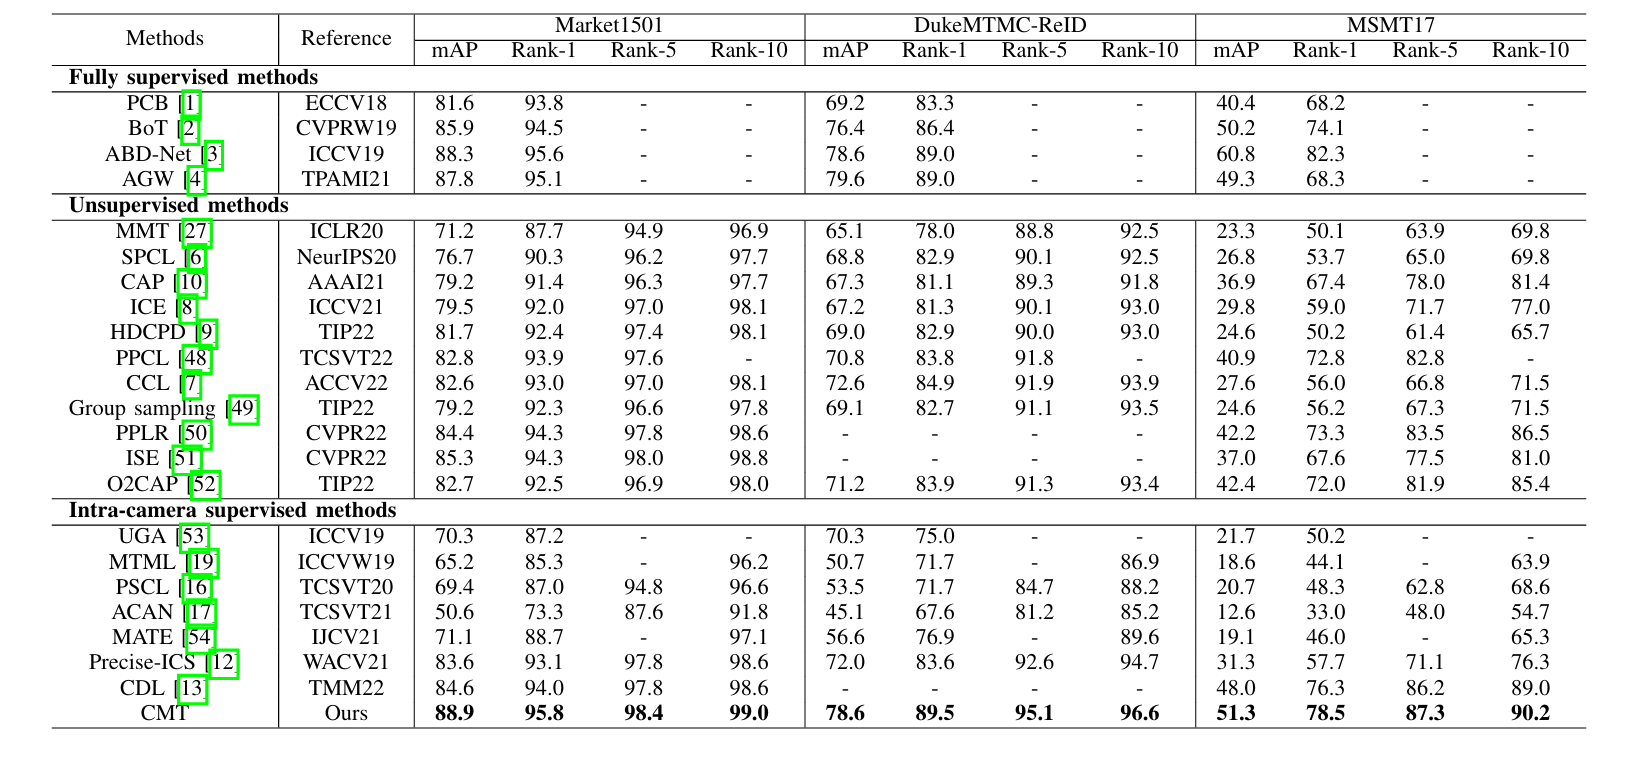 Methods Reference Market1501 DukeMTMC-ReID MSMT17
mAP Rank-1 Rank-5 Rank-10 mAP Rank-1 Rank-5 Rank-10 mAP Rank-1 Rank-5 Rank-10
Fully supervised methods
PCB [1] ECCV18 81.6 93.8 - - 69.2 83.3 - - 40.4 68.2 - -
BoT [2] CVPRW19 85.9 94.5 - - 76.4 86.4 - - 50.2 74.1 - -
ABD-Net [3] ICCV19 88.3 95.6 - - 78.6 89.0 - - 60.8 82.3 - -
AGW [4] TPAMI21 87.8 95.1 - - 79.6 89.0 - - 49.3 68.3 - -
Unsupervised methods
MMT [27] ICLR20 71.2 87.7 94.9 96.9 65.1 78.0 88.8 92.5 23.3 50.1 63.9 69.8
SPCL [6] NeurIPS20 76.7 90.3 96.2 97.7 68.8 82.9 90.1 92.5 26.8 53.7 65.0 69.8
CAP [10] AAAI21 79.2 91.4 96.3 97.7 67.3 81.1 89.3 91.8 36.9 67.4 78.0 81.4
ICE [8] ICCV21 79.5 92.0 97.0 98.1 67.2 81.3 90.1 93.0 29.8 59.0 71.7 77.0
HDCPD [9] TIP22 81.7 92.4 97.4 98.1 69.0 82.9 90.0 93.0 24.6 50.2 61.4 65.7
PPCL [48] TCSVT22 82.8 93.9 97.6 - 70.8 83.8 91.8 - 40.9 72.8 82.8 -
CCL [7] ACCV22 82.6 93.0 97.0 98.1 72.6 84.9 91.9 93.9 27.6 56.0 66.8 71.5
Group sampling [49] TIP22 79.2 92.3 96.6 97.8 69.1 82.7 91.1 93.5 24.6 56.2 67.3 71.5
PPLR [50] CVPR22 84.4 94.3 97.8 98.6 - - - - 42.2 73.3 83.5 86.5
ISE [51] CVPR22 85.3 94.3 98.0 98.8 - - - - 37.0 67.6 77.5 81.0
O2CAP [52] TIP22 82.7 92.5 96.9 98.0 71.2 83.9 91.3 93.4 42.4 72.0 81.9 85.4
Intra-camera supervised methods
UGA [53] ICCV19 70.3 87.2 - - 70.3 75.0 - - 21.7 50.2 - -
MTML [19] ICCVW19 65.2 85.3 - 96.2 50.7 71.7 - 86.9 18.6 44.1 - 63.9
PSCL [16] TCSVT20 69.4 87.0 94.8 96.6 53.5 71.7 84.7 88.2 20.7 48.3 62.8 68.6
ACAN [17] TCSVT21 50.6 73.3 87.6 91.8 45.1 67.6 81.2 85.2 12.6 33.0 48.0 54.7
MATE [54] IJCV21 71.1 88.7 - 97.1 56.6 76.9 - 89.6 19.1 46.0 - 65.3
Precise-ICS [12] WACV21 83.6 93.1 97.8 98.6 72.0 83.6 92.6 94.7 31.3 57.7 71.1 76.3
CDL [13] TMM22 84.6 94.0 97.8 98.6 - - - - 48.0 76.3 86.2 89.0
CMT Ours 88.9 95.8 98.4 99.0 78.6 89.5 95.1 96.6 51.3 78.5 87.3 90.2